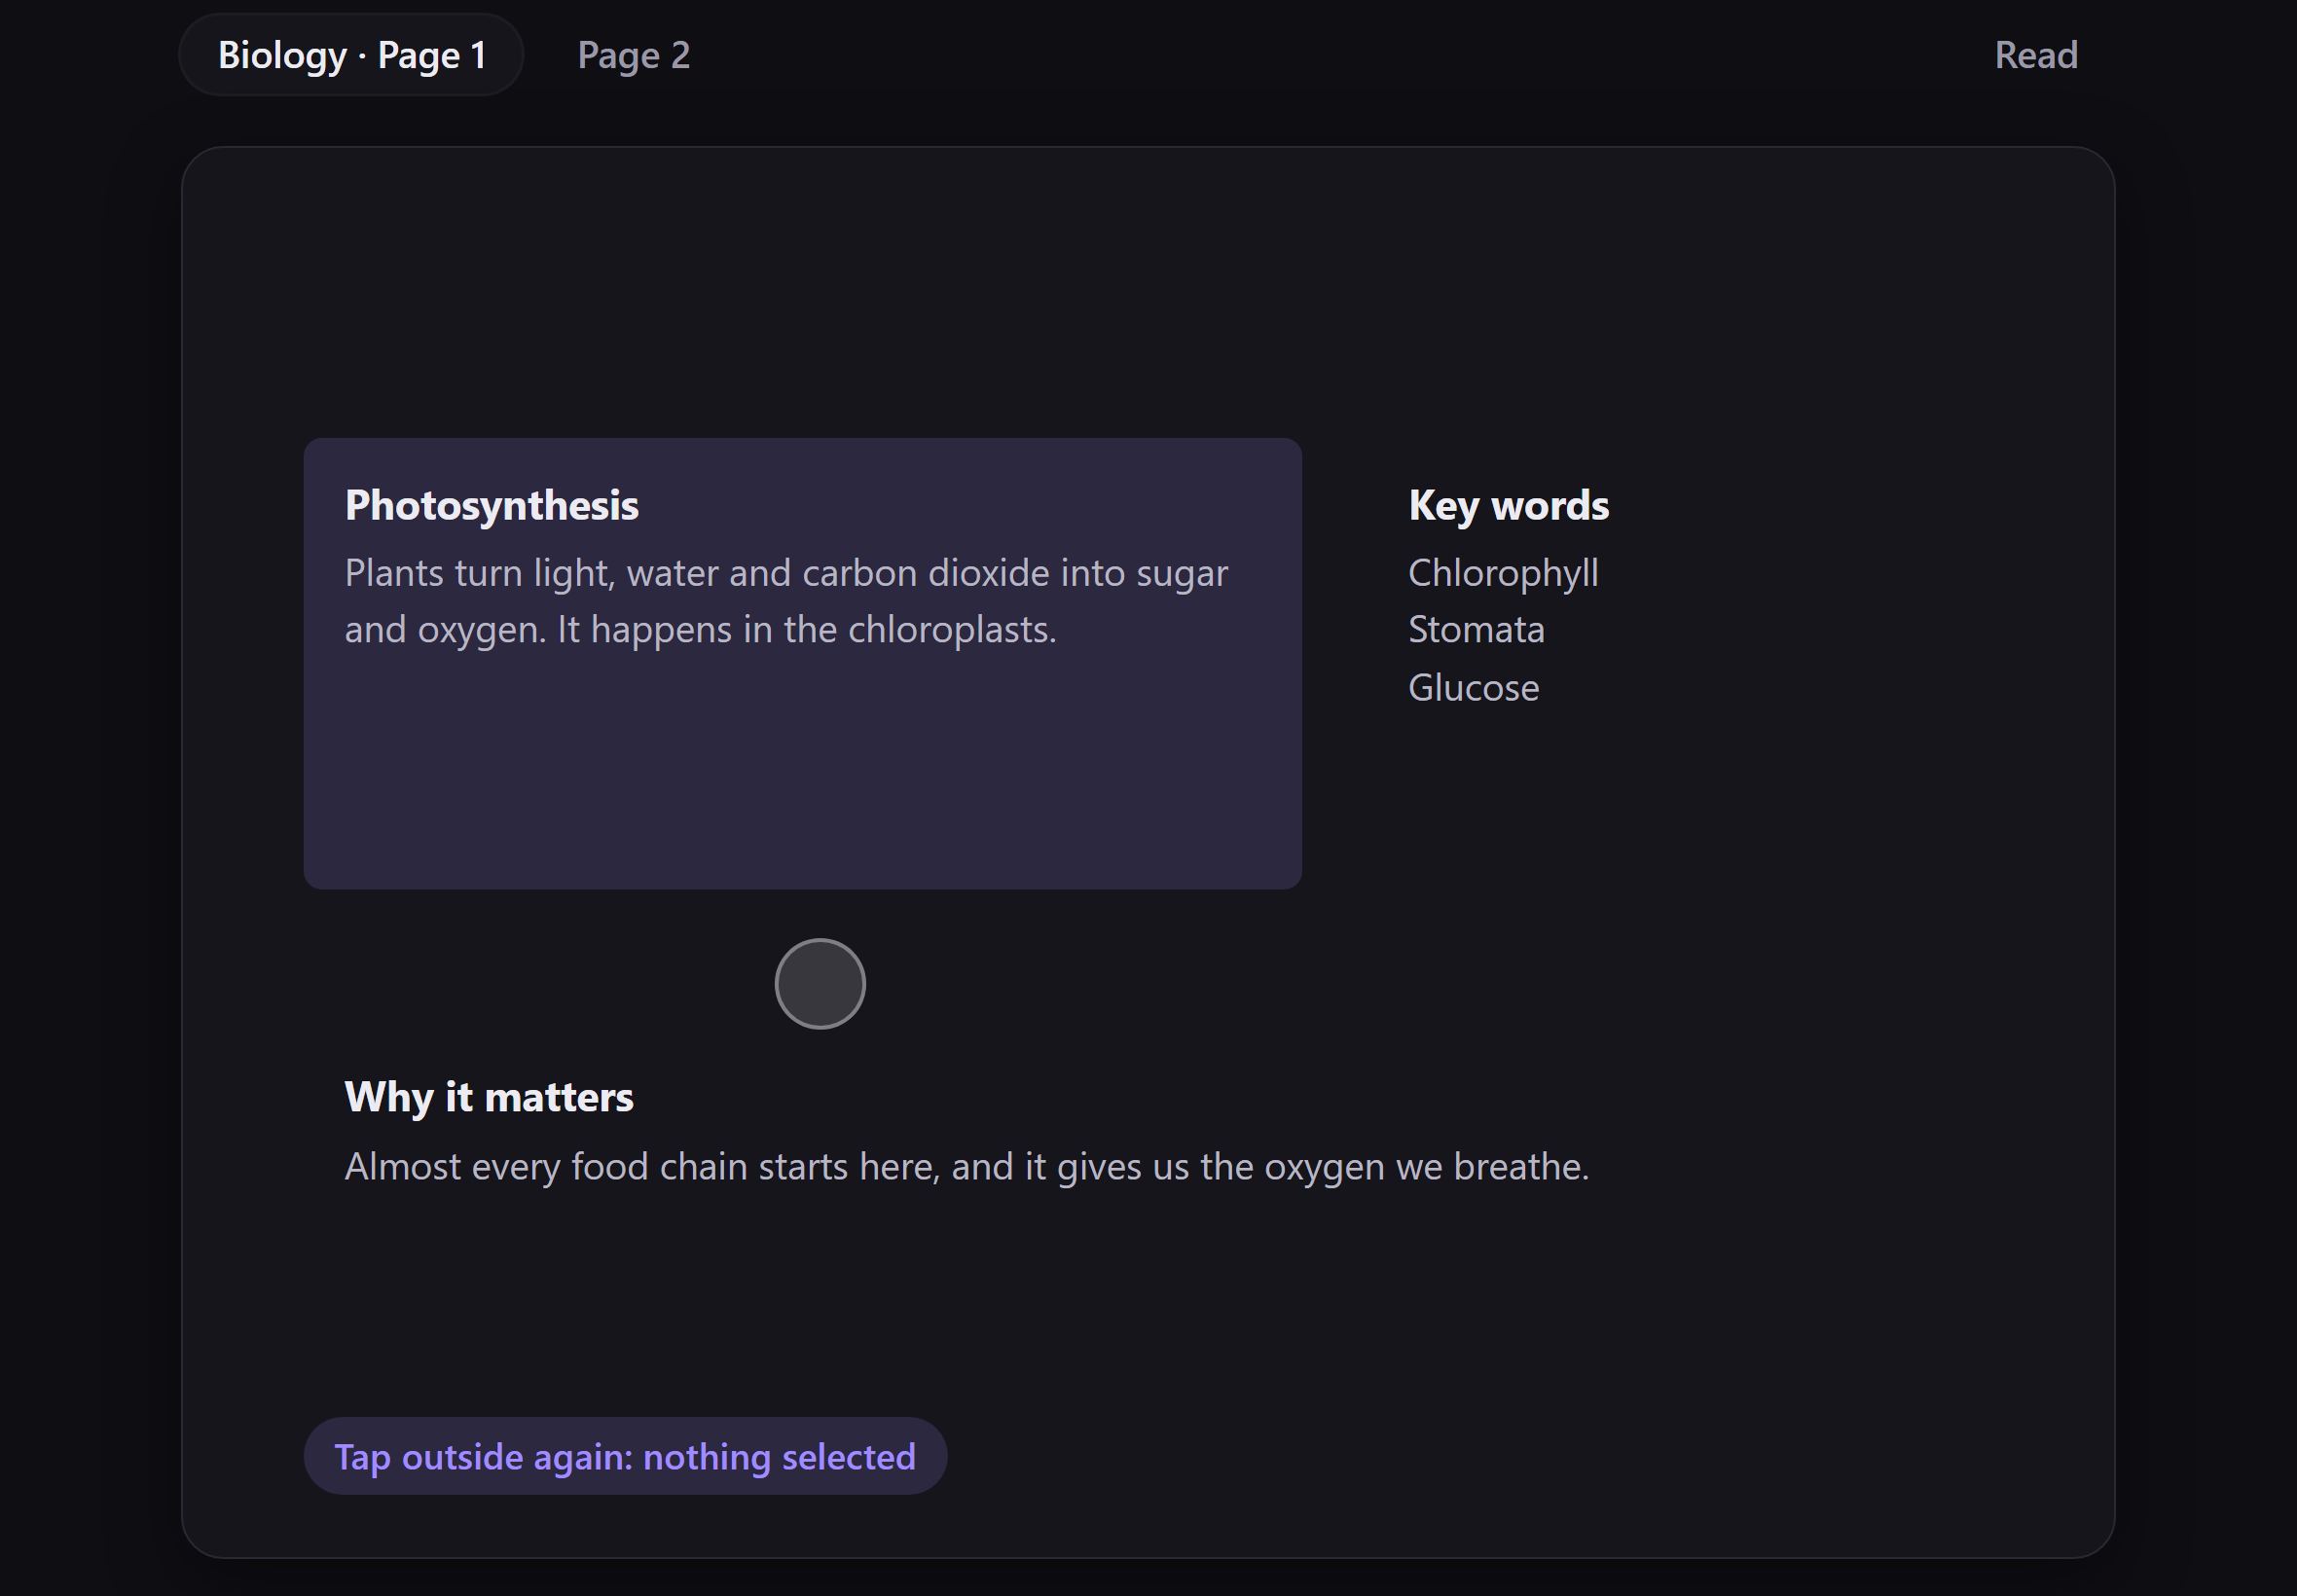 Biology · Page 1
Page 2
Read
Photosynthesis
Plants turn light, water and carbon dioxide into sugar
and oxygen. It happens in the chloroplasts.
Key words
Chlorophyll
Stomata
Glucose
Why it matters
Almost every food chain starts here, and it gives us the oxygen we breathe.
Tap outside again: nothing selected